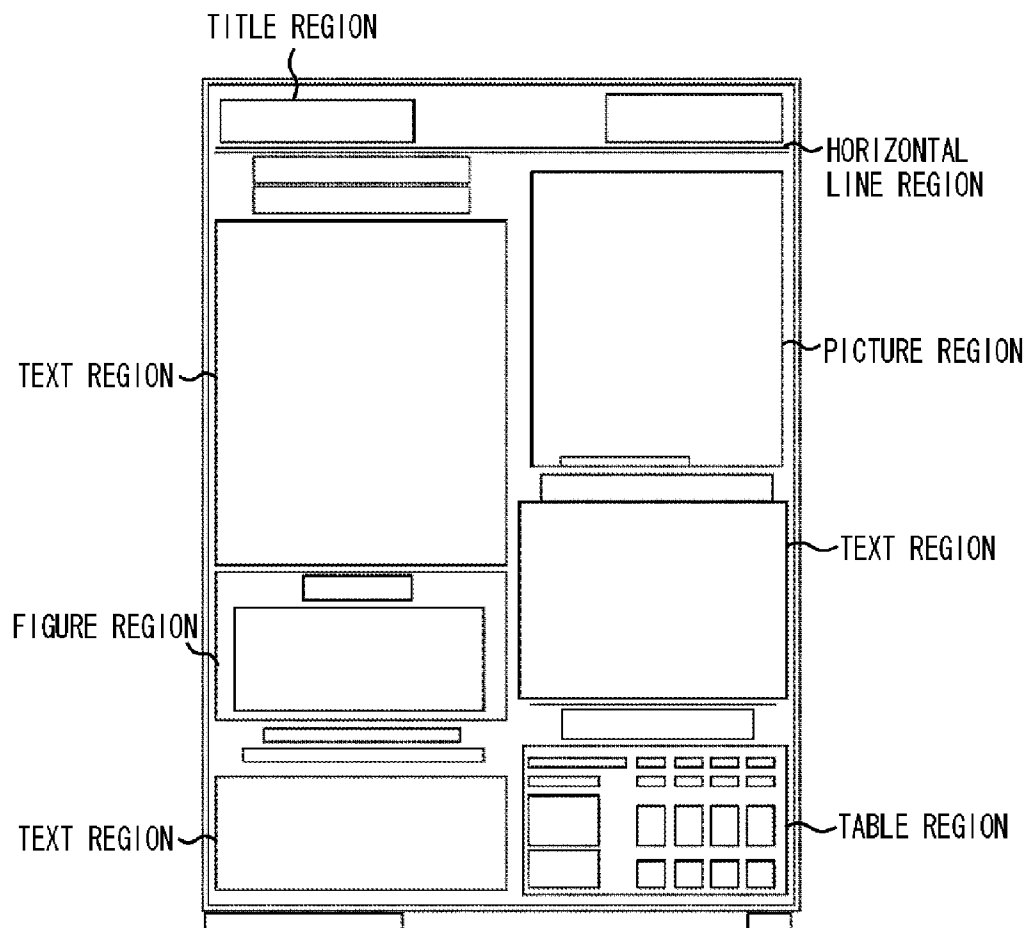 TITLE REGION
HORIZONTAL
LINE REGION
PICTURE REGION
TEXT REGION
TEXT REGION
FIGURE REGION
TEXT REGION
TABLE REGION